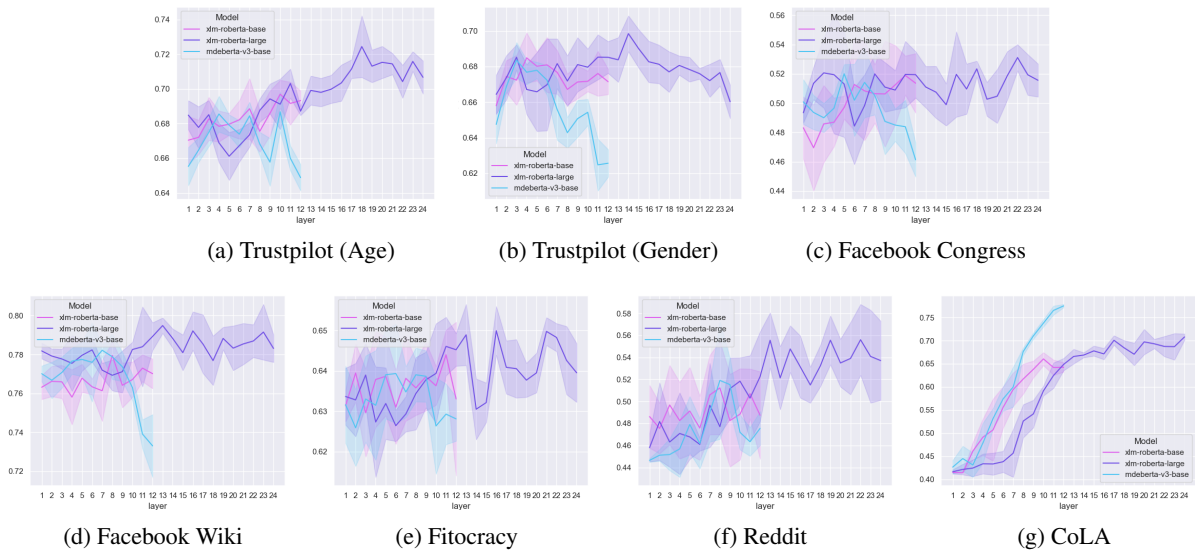 0.74
0.72
0.70
0.68
0.66
0.64
Model
xlm-roberta-base
xlm-roberta-large
mdeberta-v3-base
1 2 3 4 5 6 7 8 9 10 11 12 13 14 15 16 17 18 19 20 21 22 23 24
layer
(a) Trustpilot (Age)
0.70
0.68
0.66
0.64
0.62
Model
xlm-roberta-base
xlm-roberta-large
mdeberta-v3-base
1 2 3 4 5 6 7 8 9 10 11 12 13 14 15 16 17 18 19 20 21 22 23 24
layer
(b) Trustpilot (Gender)
0.56
0.54
0.52
0.50
0.48
0.46
0.44
Model
xlm-roberta-base
xlm-roberta-large
mdeberta-v3-base
1 2 3 4 5 6 7 8 9 10 11 12 13 14 15 16 17 18 19 20 21 22 23 24
layer
(c) Facebook Congress
0.80
0.78
0.76
0.74
0.72
Model
xlm-roberta-base
xlm-roberta-large
mdeberta-v3-base
1 2 3 4 5 6 7 8 9 10 11 12 13 14 15 16 17 18 19 20 21 22 23 24
layer
(d) Facebook Wiki
0.65
0.64
0.63
0.62
Model
xlm-roberta-base
xlm-roberta-large
mdeberta-v3-base
1 2 3 4 5 6 7 8 9 10 11 12 13 14 15 16 17 18 19 20 21 22 23 24
layer
(e) Fitocracy
0.58
0.56
0.54
0.52
0.50
0.48
0.46
0.44
Model
xlm-roberta-base
xlm-roberta-large
mdeberta-v3-base
1 2 3 4 5 6 7 8 9 10 11 12 13 14 15 16 17 18 19 20 21 22 23 24
layer
(f) Reddit
0.75
0.70
0.65
0.60
0.55
0.50
0.45
0.40
Model
xlm-roberta-base
xlm-roberta-large
mdeberta-v3-base
1 2 3 4 5 6 7 8 9 10 11 12 13 14 15 16 17 18 19 20 21 22 23 24
layer
(g) CoLA